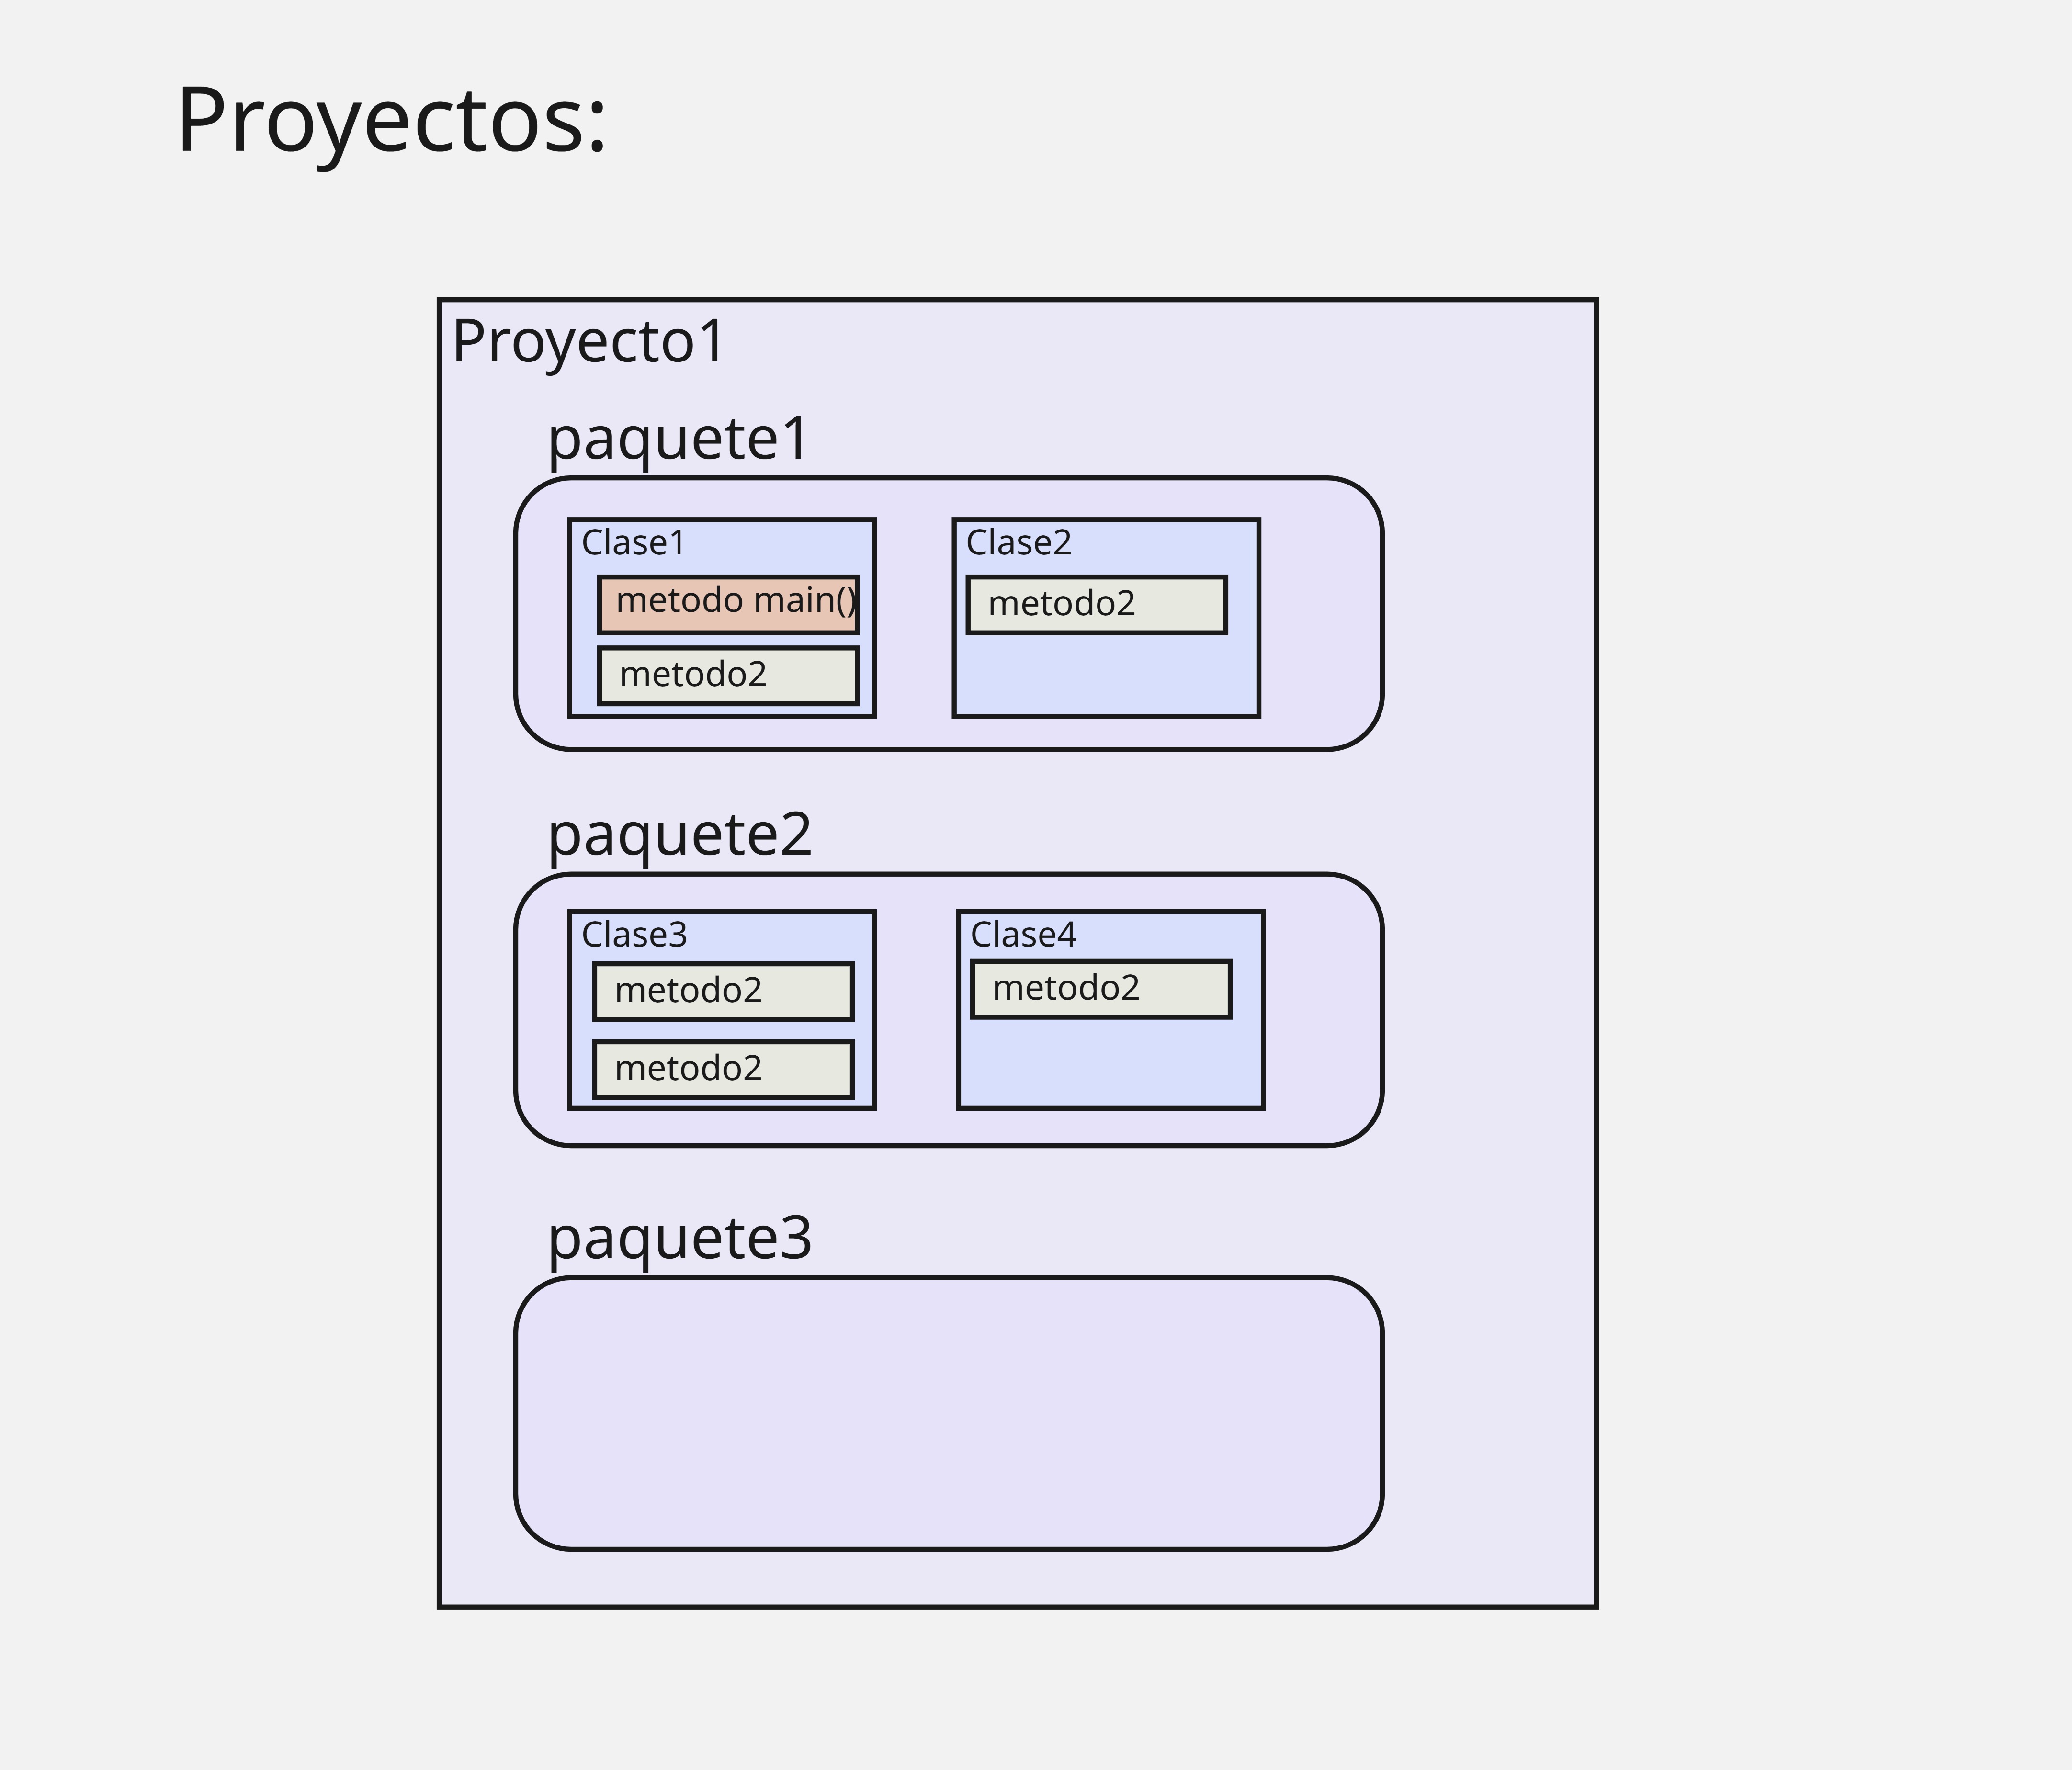 Proyectos:
Proyecto1
paquete1
Clase1
metodo main()
metodo2
Clase2
metodo2
paquete2
Clase3
metodo2
metodo2
Clase4
metodo2
paquete3